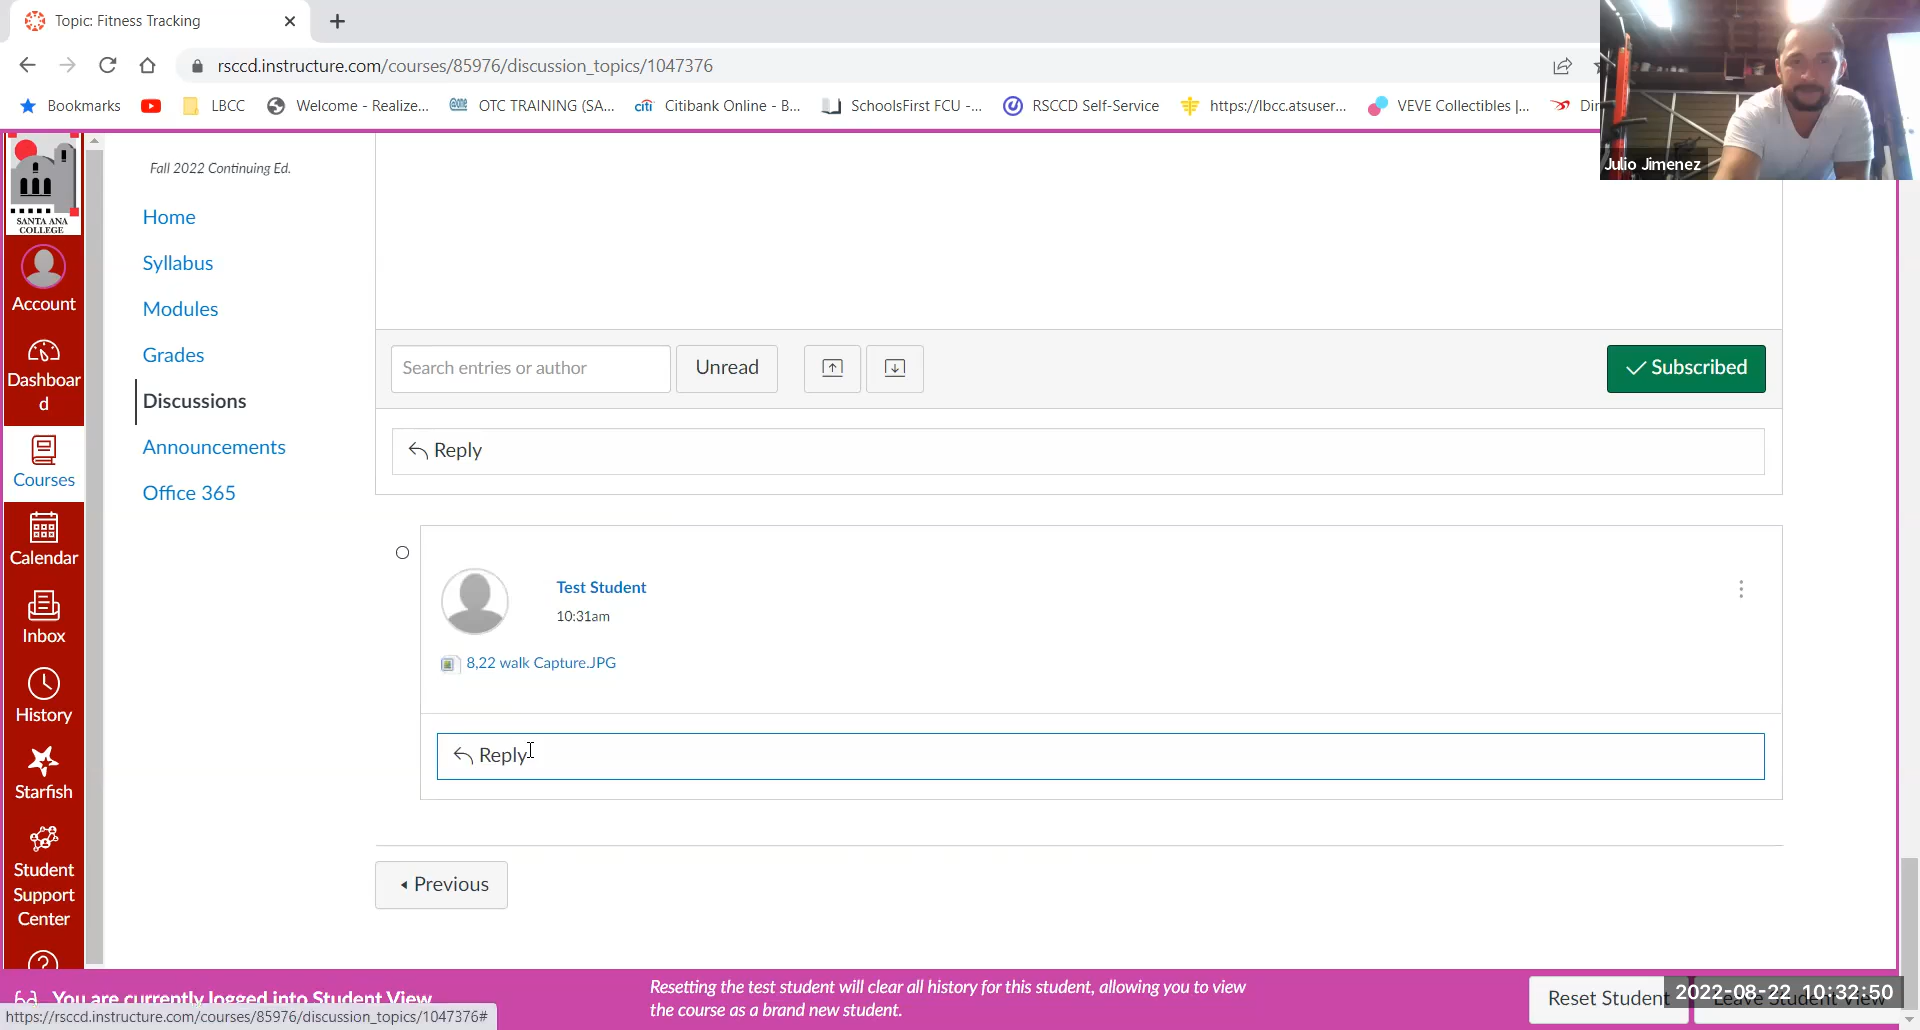 Topic: Fitness Tracking
rsccd.instructure.com/courses/85976/discussion_topics/1047376
Bookmarks LBCC Welcome - Realize... OTC TRAINING (SA... citi Citibank Online - B... SchoolsFirst FCU -... RSCCD Self-Service https://lbcc.atsuser... VEVE Collectibles |...
Julio Jimenez
SANTA ANA
COLLEGE
Account
Dashboar
d
Courses
Calendar
Inbox
History
Starfish
Student
Support
Center
Fall 2022 Continuing Ed.
Home
Syllabus
Modules
Grades
Discussions
Announcements
Office 365
Search entries or author
Unread
Subscribed
Reply
Test Student
10:31am
8,22 walk Capture.JPG
Reply
Previous
You are currently logged into Student View
Resetting the test student will clear all history for this student, allowing you to view
the course as a brand new student.
Reset Student
Leave Student View
2022-08-22 10:32:50
https://rsccd.instructure.com/courses/85976/discussion_topics/1047376#